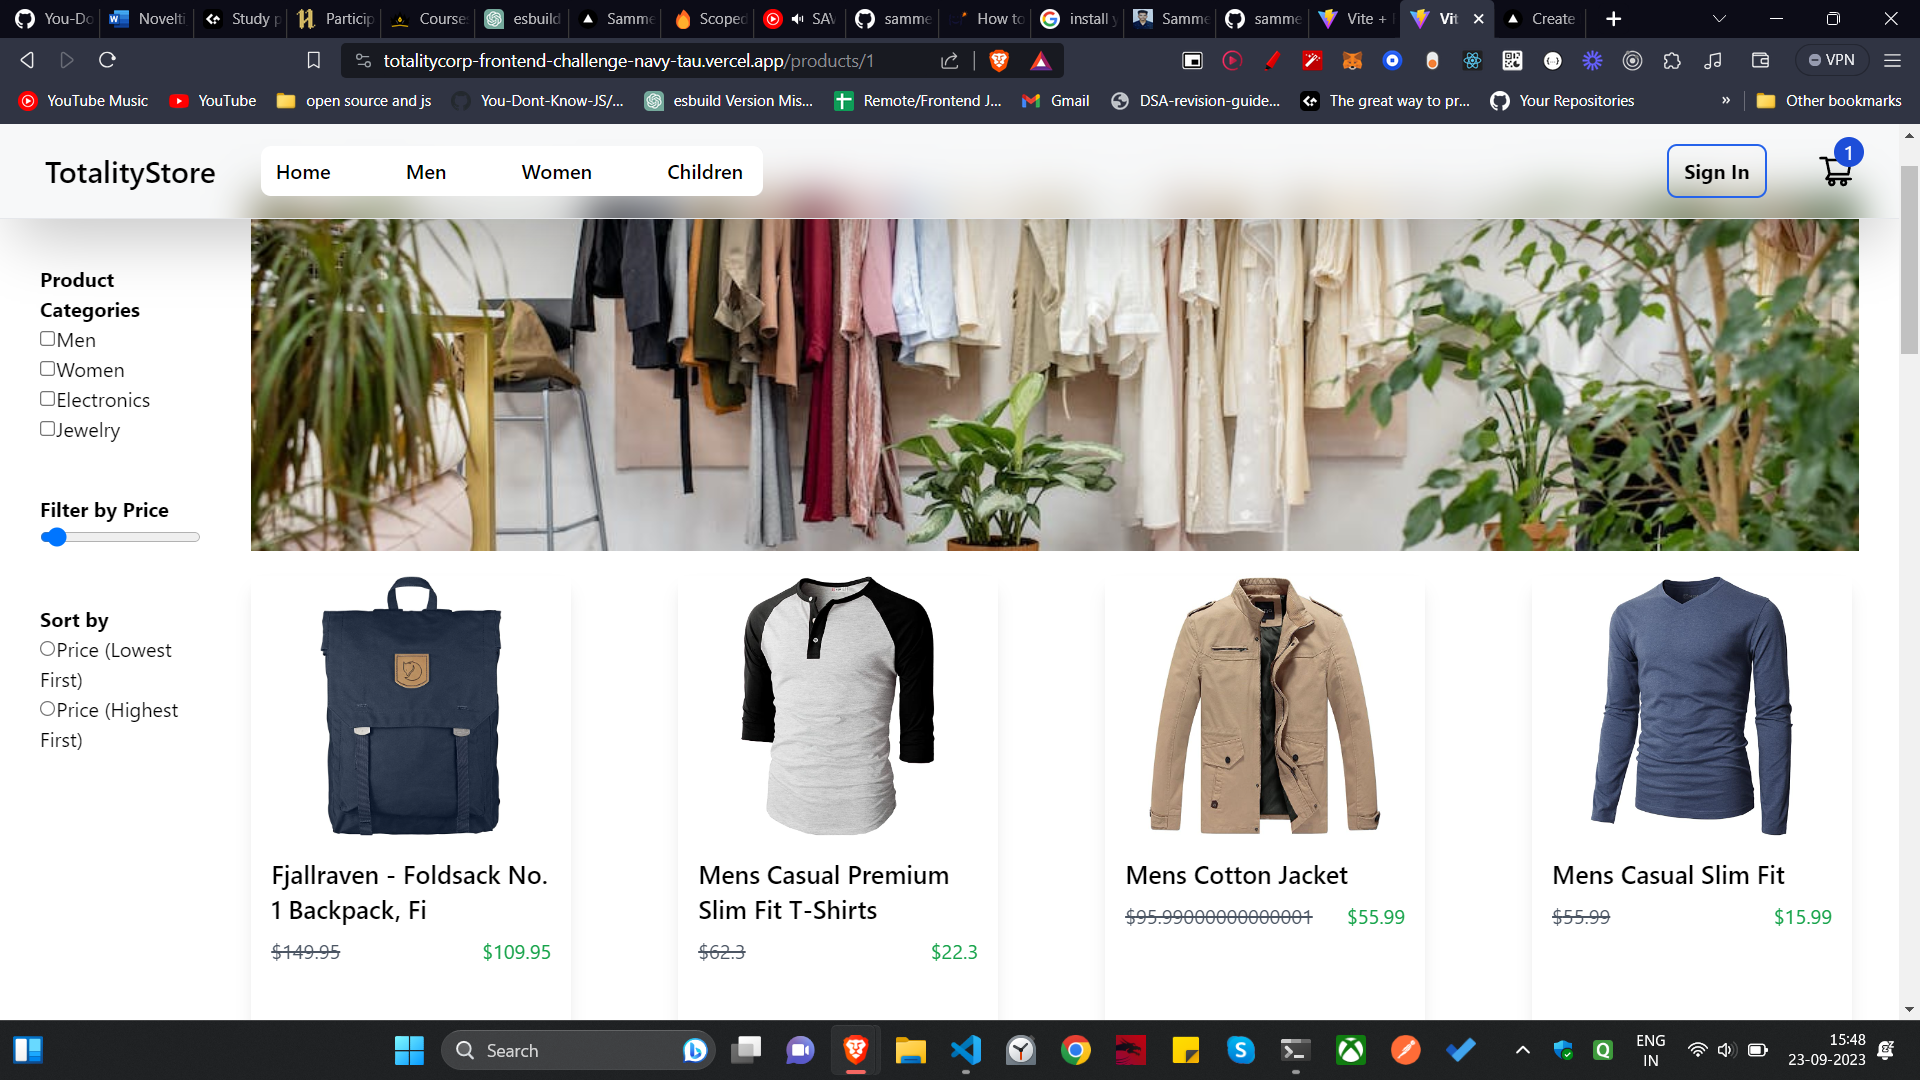 You-Do
Novelti
Study p
Particip
Course
esbuild
Samme
Scoped
SAV
samme
How to
install y
Samme
samme
Vite +
Vit
Create
totalitycorp-frontend-challenge-navy-tau.vercel.app/products/1
VPN
YouTube Music
YouTube
open source and js
You-Dont-Know-JS/...
esbuild Version Mis...
Remote/Frontend J...
Gmail
DSA-revision-guide...
The great way to pr...
Your Repositories
»
Other bookmarks
TotalityStore
Home
Men
Women
Children
Sign In
1
Product
Categories
Men
Women
Electronics
Jewelry
Filter by Price
Sort by
Price (Lowest
First)
Price (Highest
First)
Fjallraven - Foldsack No.
1 Backpack, Fi
$149.95 $109.95
Mens Casual Premium
Slim Fit T-Shirts
$62.3 $22.3
Mens Cotton Jacket
$95.99000000000001 $55.99
Mens Casual Slim Fit
$55.99 $15.99
Search
ENG
IN
15:48
23-09-2023